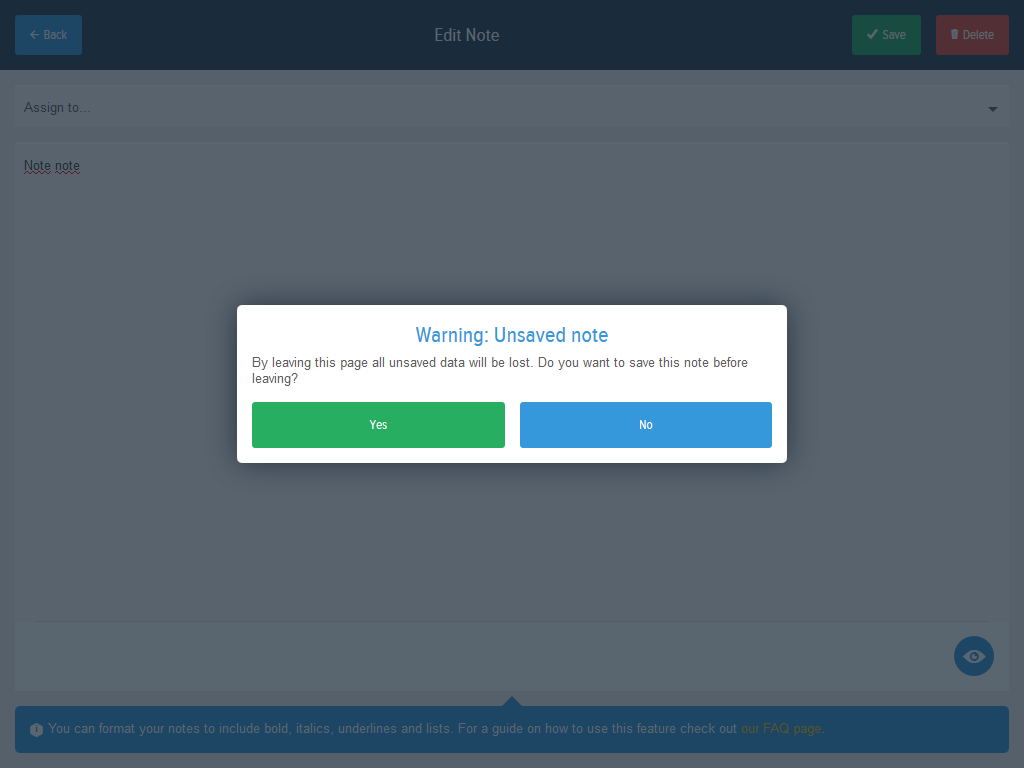 Back
Edit Note
Save
Delete
Assign to...
Note note
Warning: Unsaved note
By leaving this page all unsaved data will be lost. Do you want to save this note before
leaving?
Yes
No
You can format your notes to include bold, italics, underlines and lists. For a guide on how to use this feature check out our FAQ page.